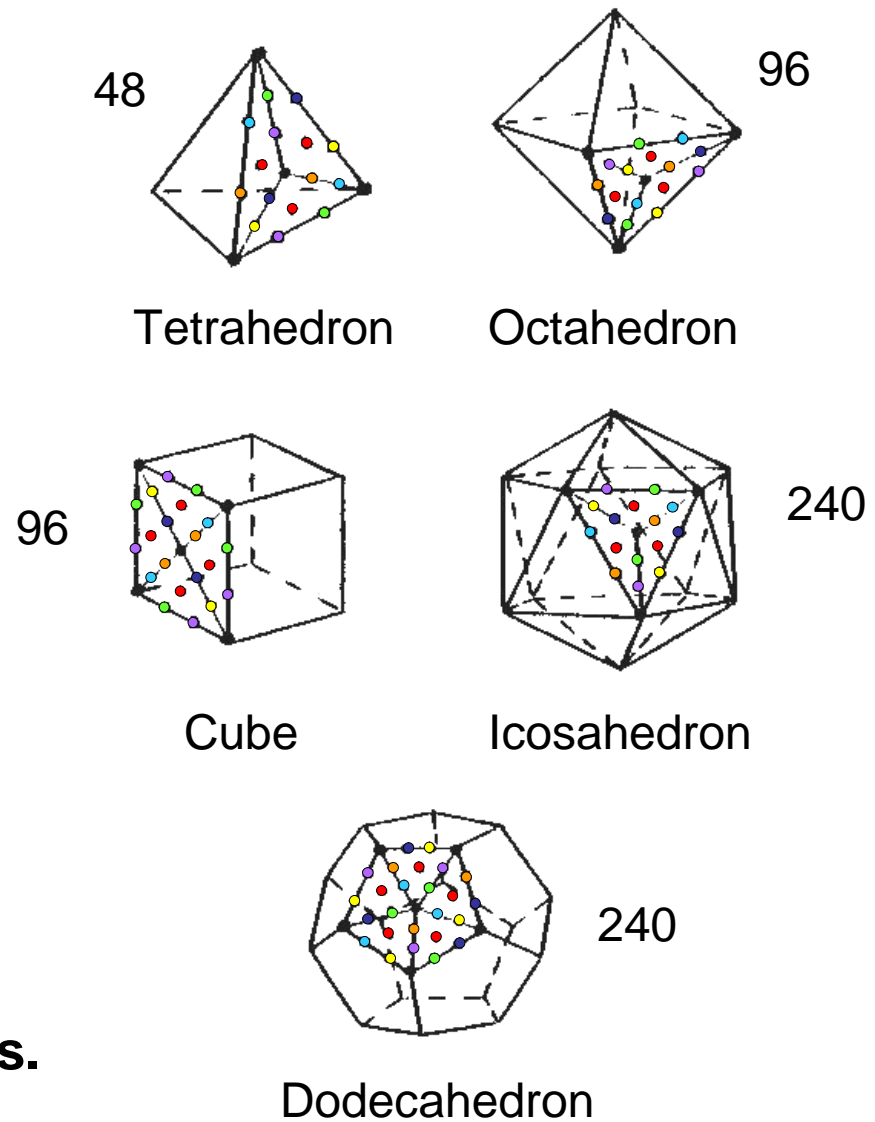 48
96
Tetrahedron
Octahedron
96
240
Cube
Icosahedron
240
s.
Dodecahedron